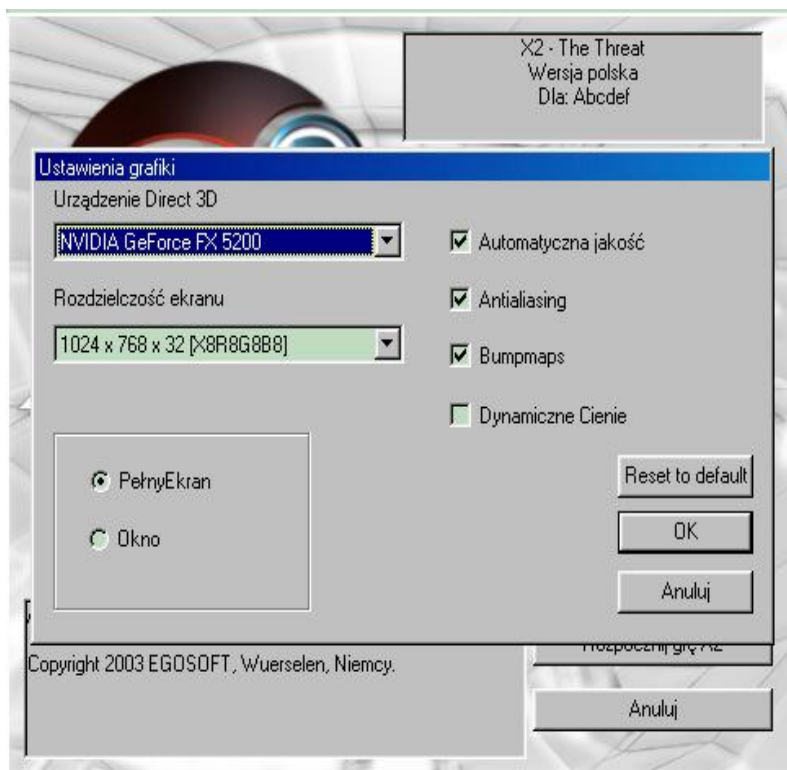 X2 - The Threat
Wersja polska
Dla: Abcdef
Ustawienia grafiki
Urządzenie Direct 3D
NVIDIA GeForce FX 5200
Automatyczna jakość
Rozdzielczość ekranu
Antialiasing
1024 x 768 x 32 [X8R8G8B8]
Bumpmaps
Dynamiczne Cienie
PełnyEkran
Reset to default
Okno
OK
Anuluj
Rozpocznij grę X2
Copyright 2003 EGOSOFT, Wuerselen, Niemcy.
Anuluj